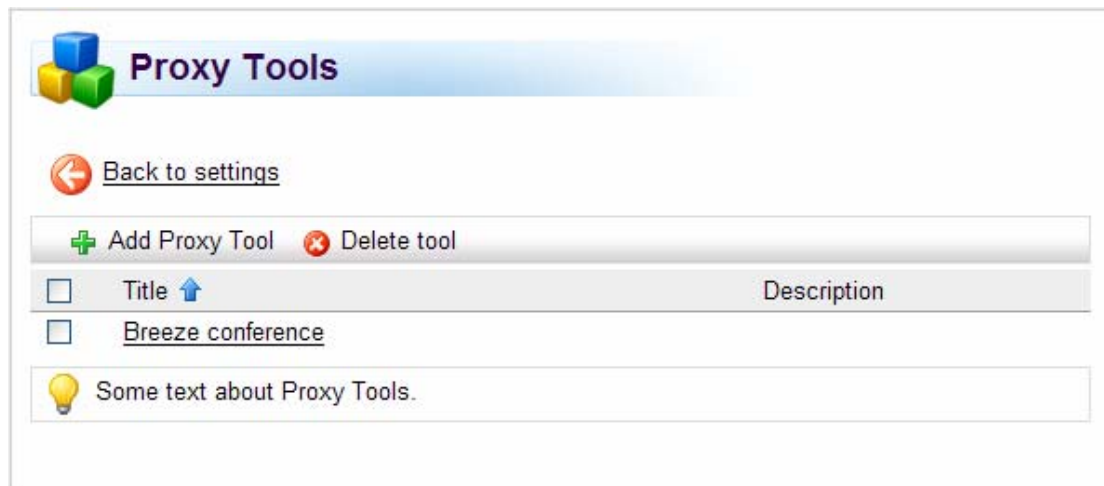 Proxy Tools
Back to settings
Add Proxy Tool Delete tool
Title Description
Breeze conference
Some text about Proxy Tools.